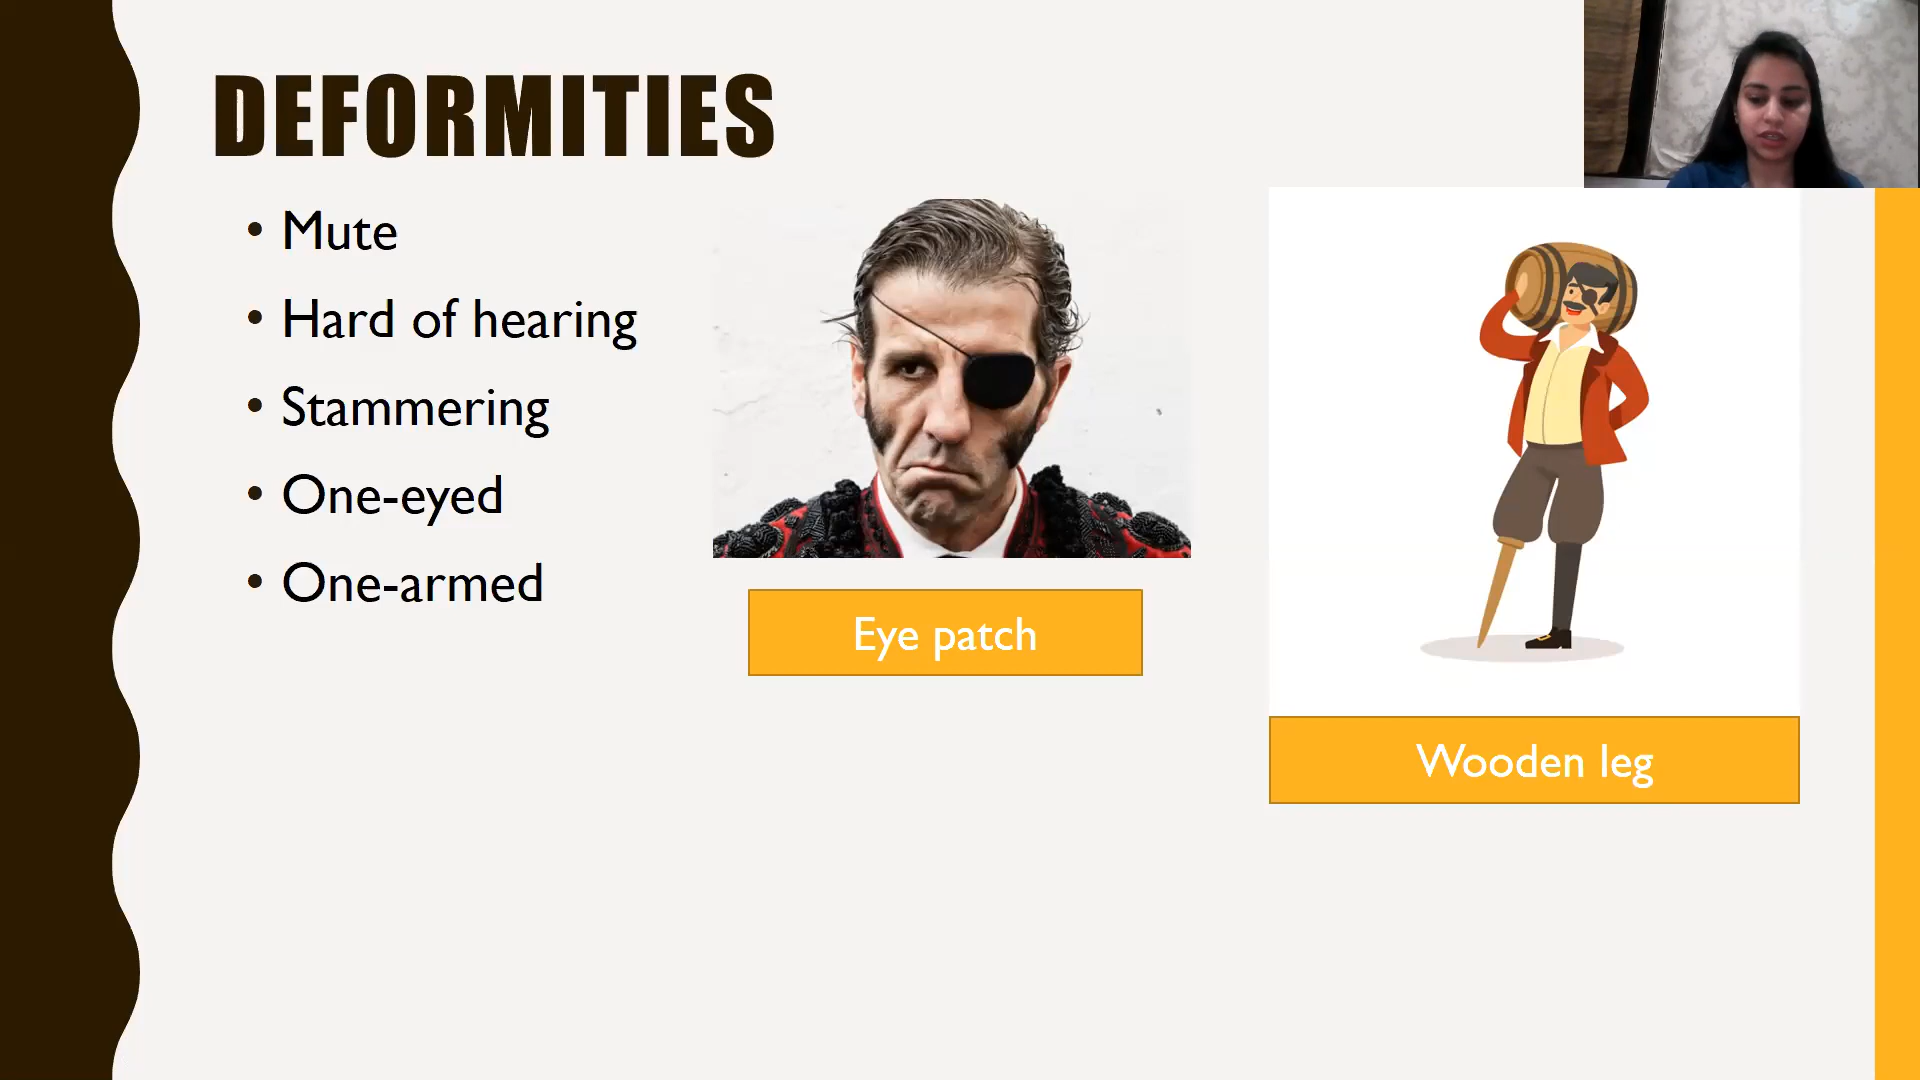 DEFORMITIES
• Mute
• Hard of hearing
• Stammering
• One-eyed
• One-armed
Eye patch
Wooden leg